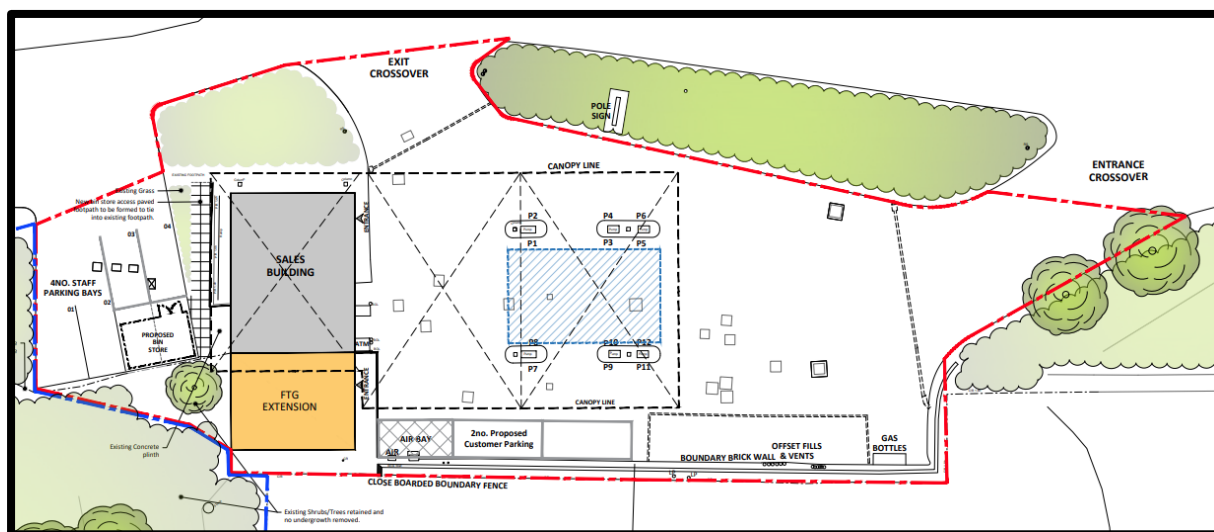 EXIT
CROSSOVER
POLE
SIGN
ENTRANCE
CROSSOVER
CANOPY LINE
EXISTING FOOTPATH
Existing Grass
New
store access paved
footpath to be formed to tie
into existing footpath.
04
03
02
01
4NO. STAFF
PARKING BAYS
PROPOSED
BIN
STORE
SALES
BUILDING
ENTRANCE
P2
P1
P4
P6
P3
P5
ATM
P8
P7
P10
P12
P9
P11
FTG
EXTENSION
ENTRANCE
CANOPY LINE
AIR BAY
AIR
2no. Proposed
Customer Parking
OFFSET FILLS
& VENTS
BOUNDARY BRICK WALL
GAS
BOTTLES
CLOSE BOARDED BOUNDARY FENCE
Existing Concrete
plinth
Existing Shrubs/Trees retained and
no undergrowth removed.